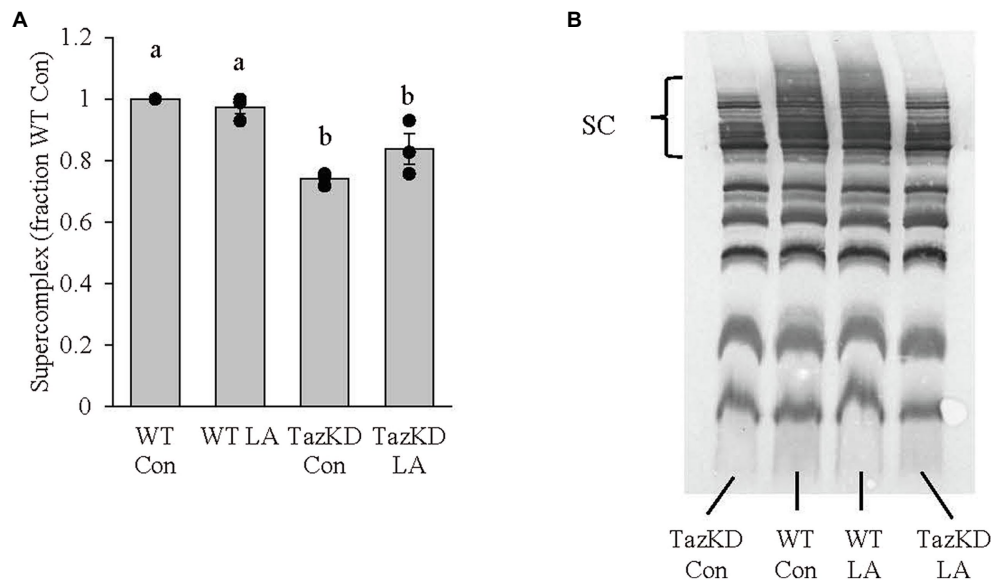 A
Supercomplex (fraction WT Con)
1.2
1
0.8
0.6
0.4
0.2
0
a
a
b
b
WT
Con
WT LA
TazKD
Con
TazKD
LA
B
SC
TazKD
Con
WT
Con
WT
LA
TazKD
LA